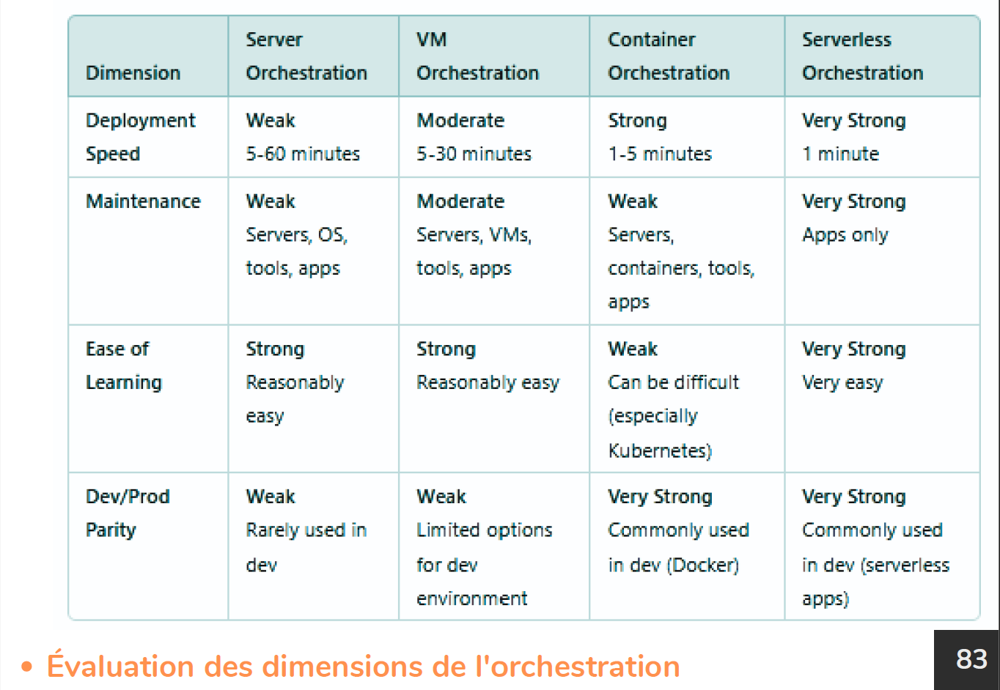 Dimension
Server
Orchestration
VM
Orchestration
Container
Orchestration
Serverless
Orchestration
Deployment
Speed
Weak
5-60 minutes
Moderate
5-30 minutes
Strong
1-5 minutes
Very Strong
1 minute
Maintenance
Weak
Servers, OS,
tools, apps
Moderate
Servers, VMs,
tools, apps
Weak
Servers,
containers, tools,
apps
Very Strong
Apps only
Ease of
Learning
Strong
Reasonably
easy
Strong
Reasonably easy
Weak
Can be difficult
(especially
Kubernetes)
Very Strong
Very easy
Dev/Prod
Parity
Weak
Rarely used in
dev
Weak
Limited options
for dev
environment
Very Strong
Commonly used
in dev (Docker)
Very Strong
Commonly used
in dev (serverless
apps)
• Évaluation des dimensions de l'orchestration
83